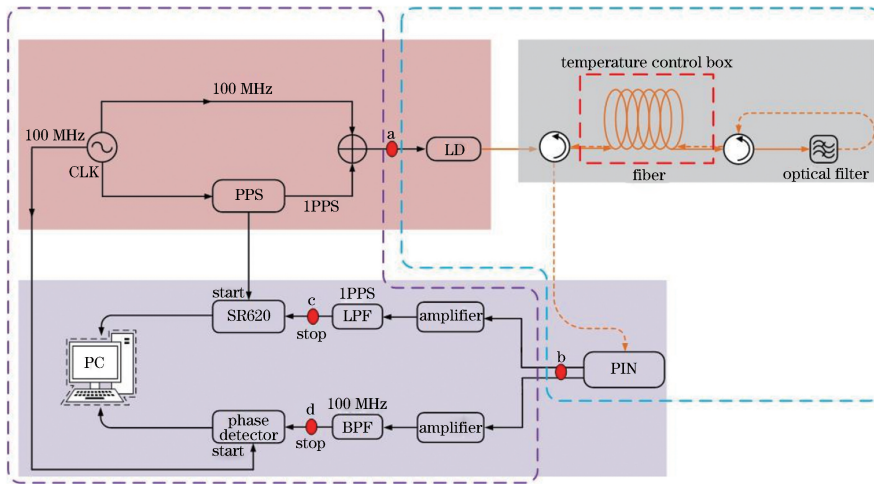 100 MHz
100 MHz
CLK
PPS
1PPS
a
LD
temperature control box
fiber
optical filter
start
SR620
c
stop
1PPS
LPF
amplifier
b
PIN
PC
phase
detector
start
d
stop
100 MHz
BPF
amplifier